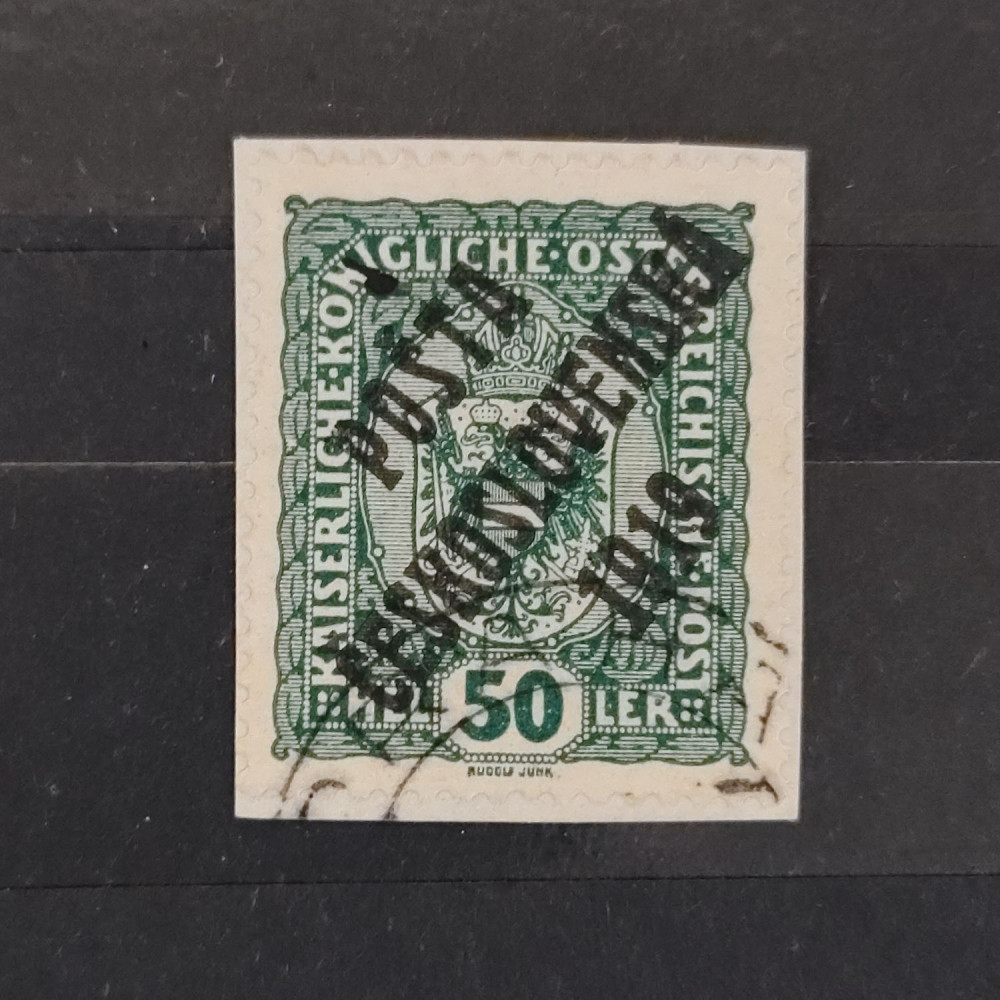 KAISERLICHE·KÖNIGLICHE·ÖSTERREICHISCHE·POST
POŠTA
ČESKOSLOVENSKÁ
1919
HELLER
50
RUDOLF JUNK